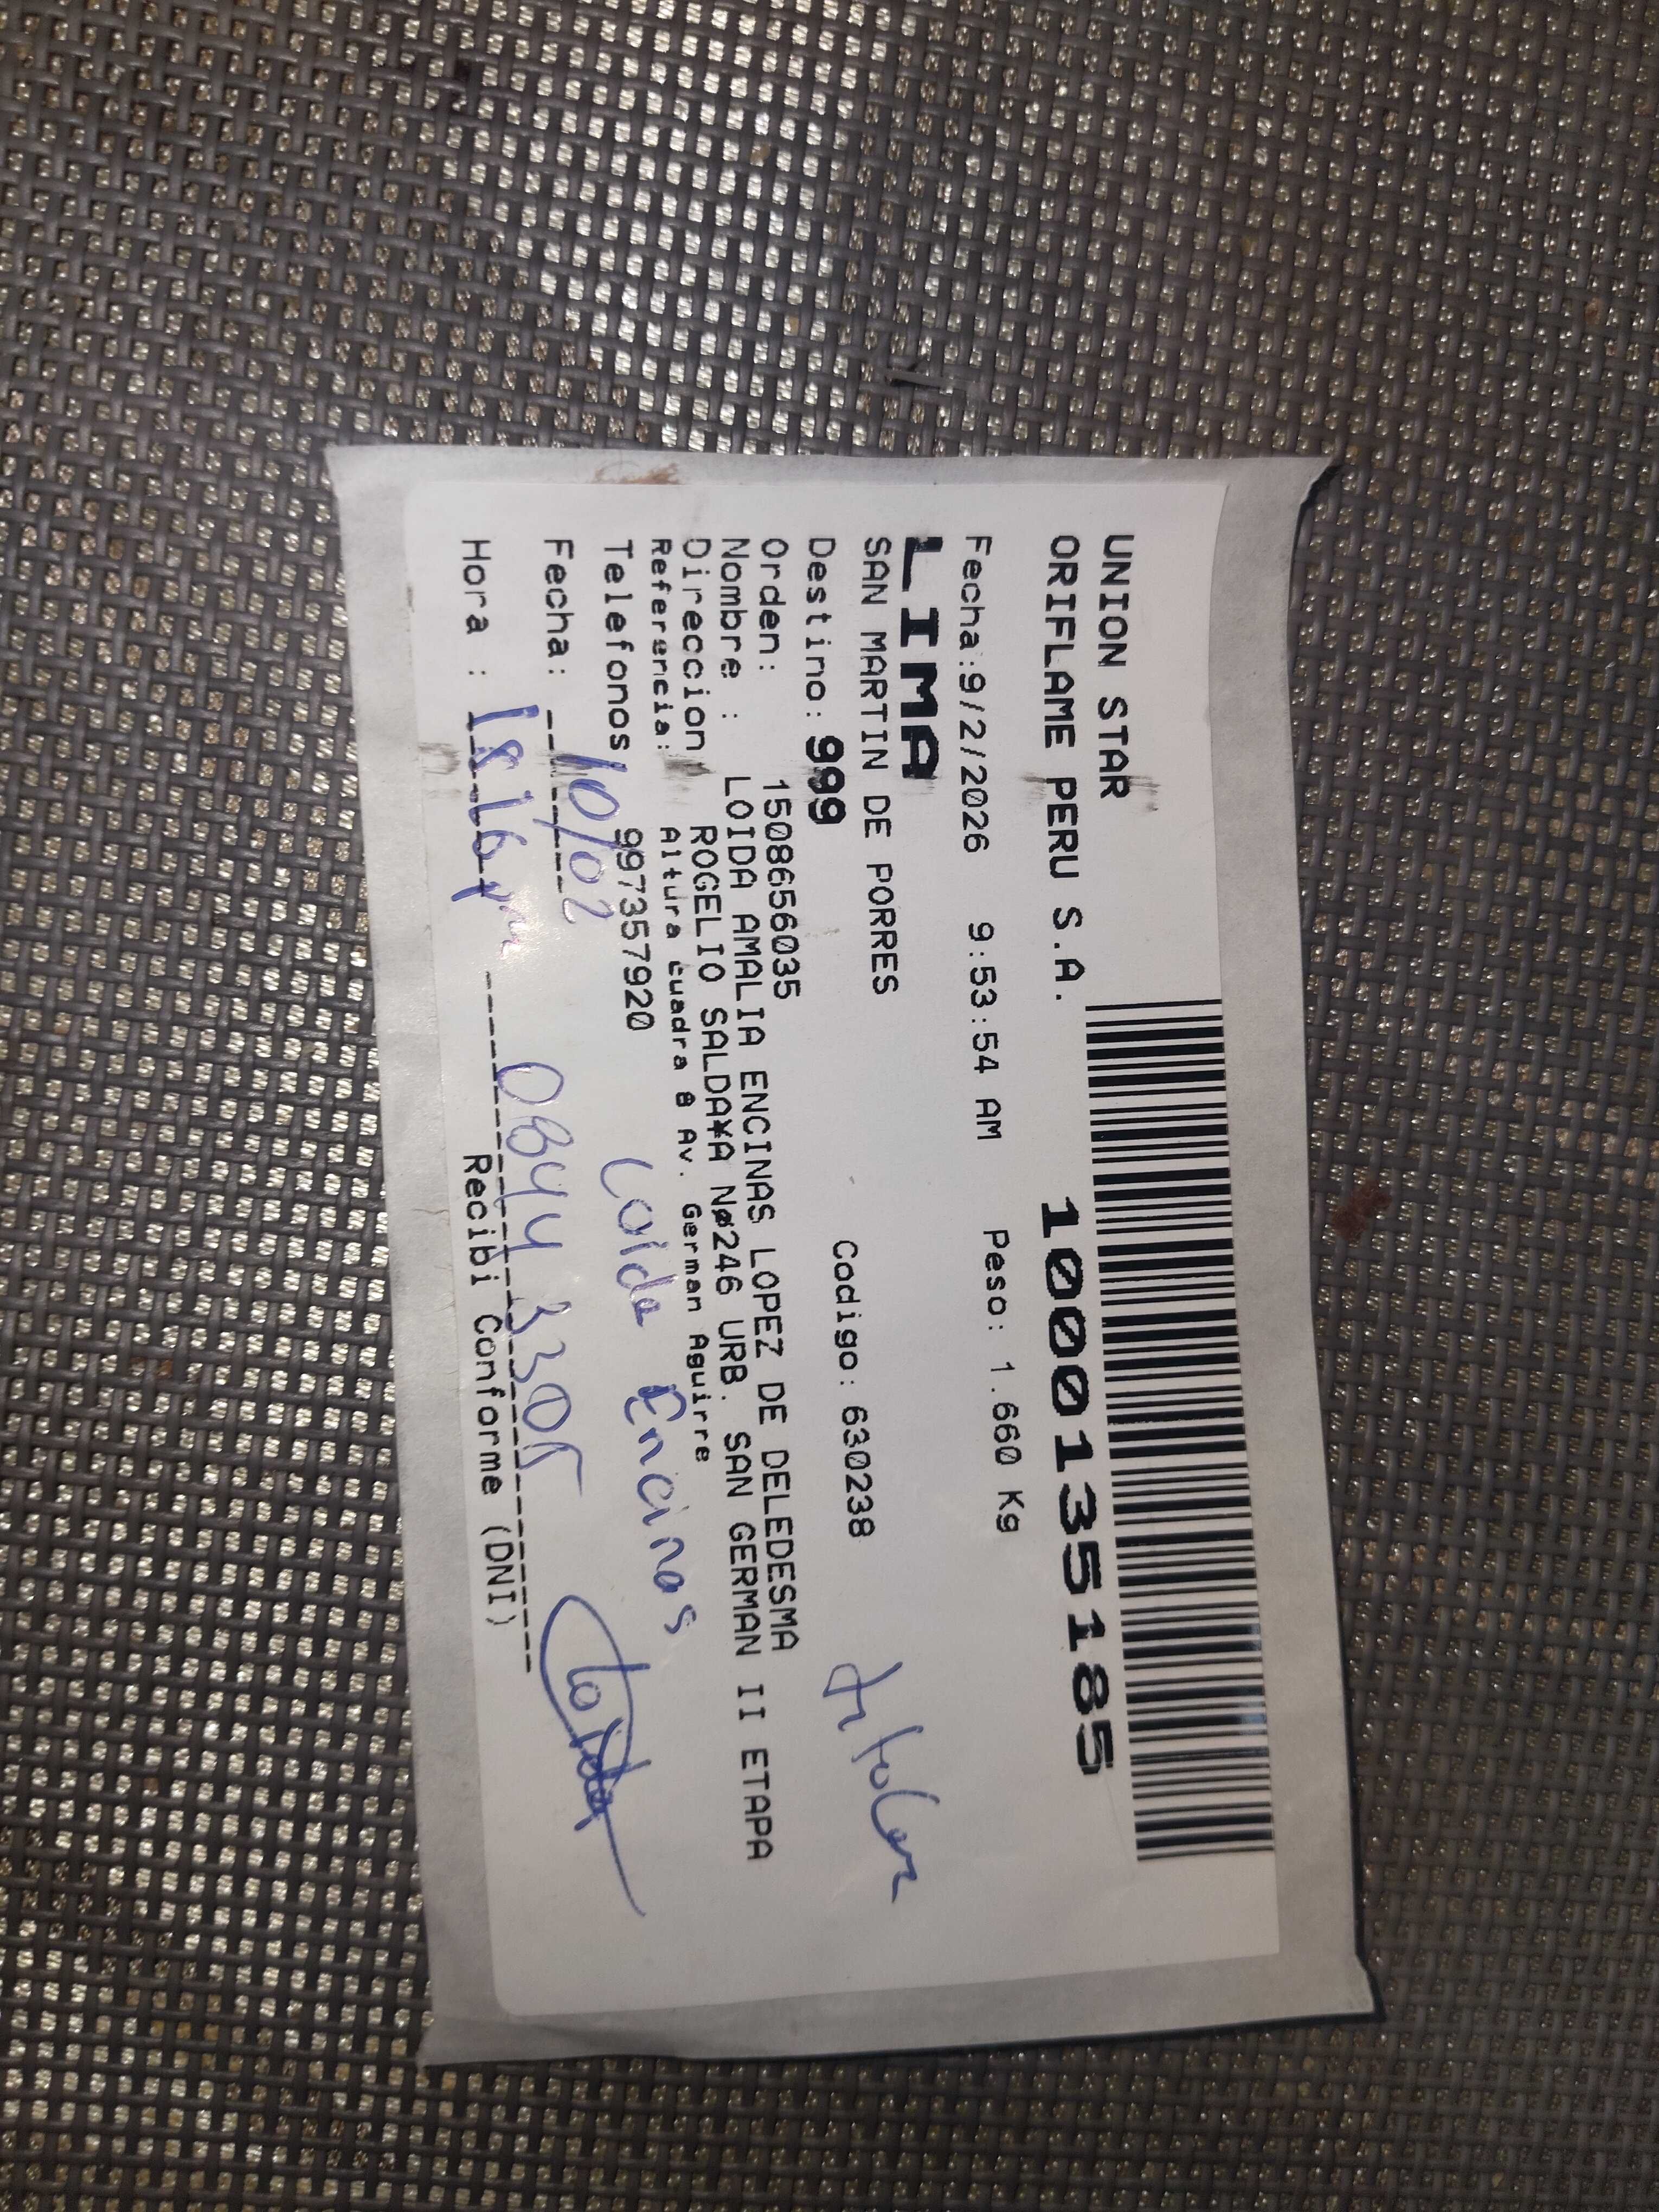 UNION STAR
ORIFLAME PERU S.A. 1000135185
Fecha:9/2/2026 9:53:54 AM Peso: 1.660 Kg
LIMA
SAN MARTIN DE PORRES
Destino: 999 Codigo: 630238
titular
Orden: 1508656035
Nombre : LOIDA AMALIA ENCINAS LOPEZ DE DELEDESMA
Direccion ROGELIO SALDA¥A Nø246 URB. SAN GERMAN II ETAPA
Referencia: Altura cuadra 8 Av. German Aguirre
Telefonos 997357920
Loida Encinas
Fecha: 10/02
Hora : 18:16 pm
Recibi Conforme (DNI)